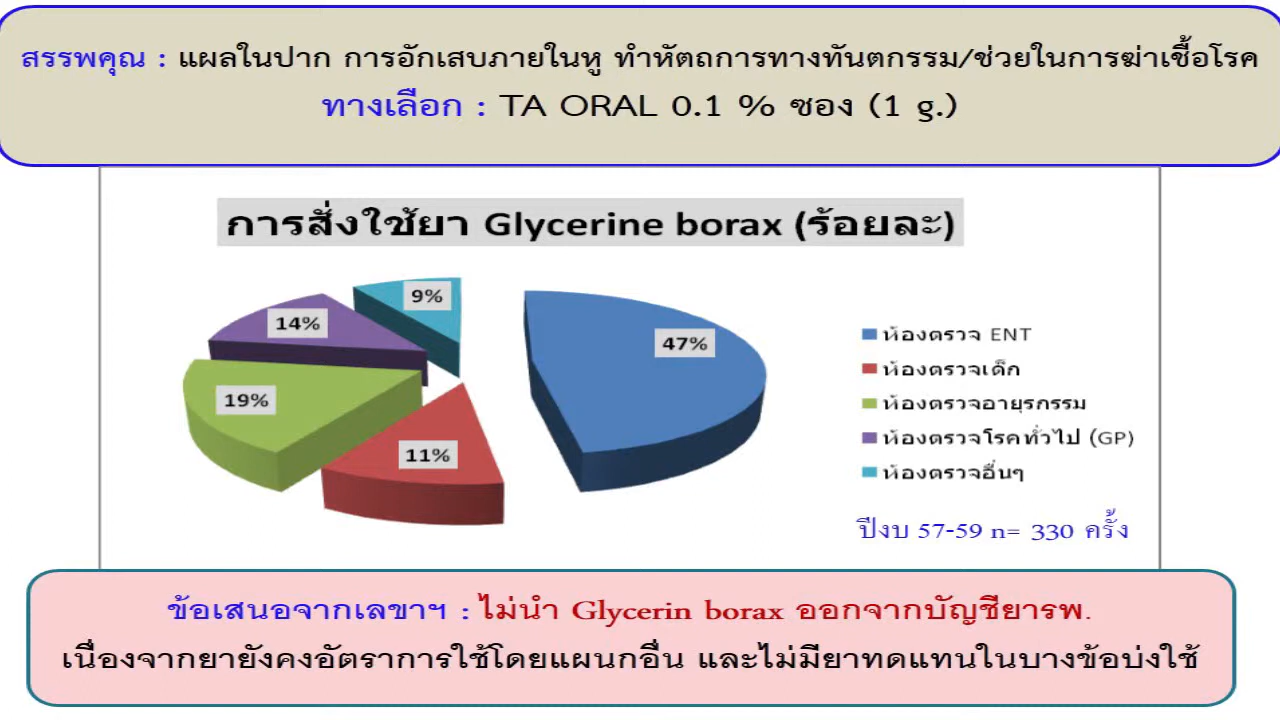 สรรพคุณ : แผลในปาก การอักเสบภายในหู ทำหัตถการทางทันตกรรม/ช่วยในการฆ่าเชื้อโรค
ทางเลือก : TA ORAL 0.1 % ซอง (1 g.)
การสั่งใช้ยา Glycerine borax (ร้อยละ)
9%
14%
47%
19%
11%
ห้องตรวจ ENT
ห้องตรวจเด็ก
ห้องตรวจอายุรกรรม
ห้องตรวจโรคทั่วไป (GP)
ห้องตรวจอื่นๆ
ปีงบ 57-59 n= 330 ครั้ง
ข้อเสนอจากเลขาฯ : ไม่นำ Glycerin borax ออกจากบัญชียารพ.
เนื่องจากยายังคงอัตราการใช้โดยแผนกอื่น และไม่มียาทดแทนในบางข้อบ่งใช้